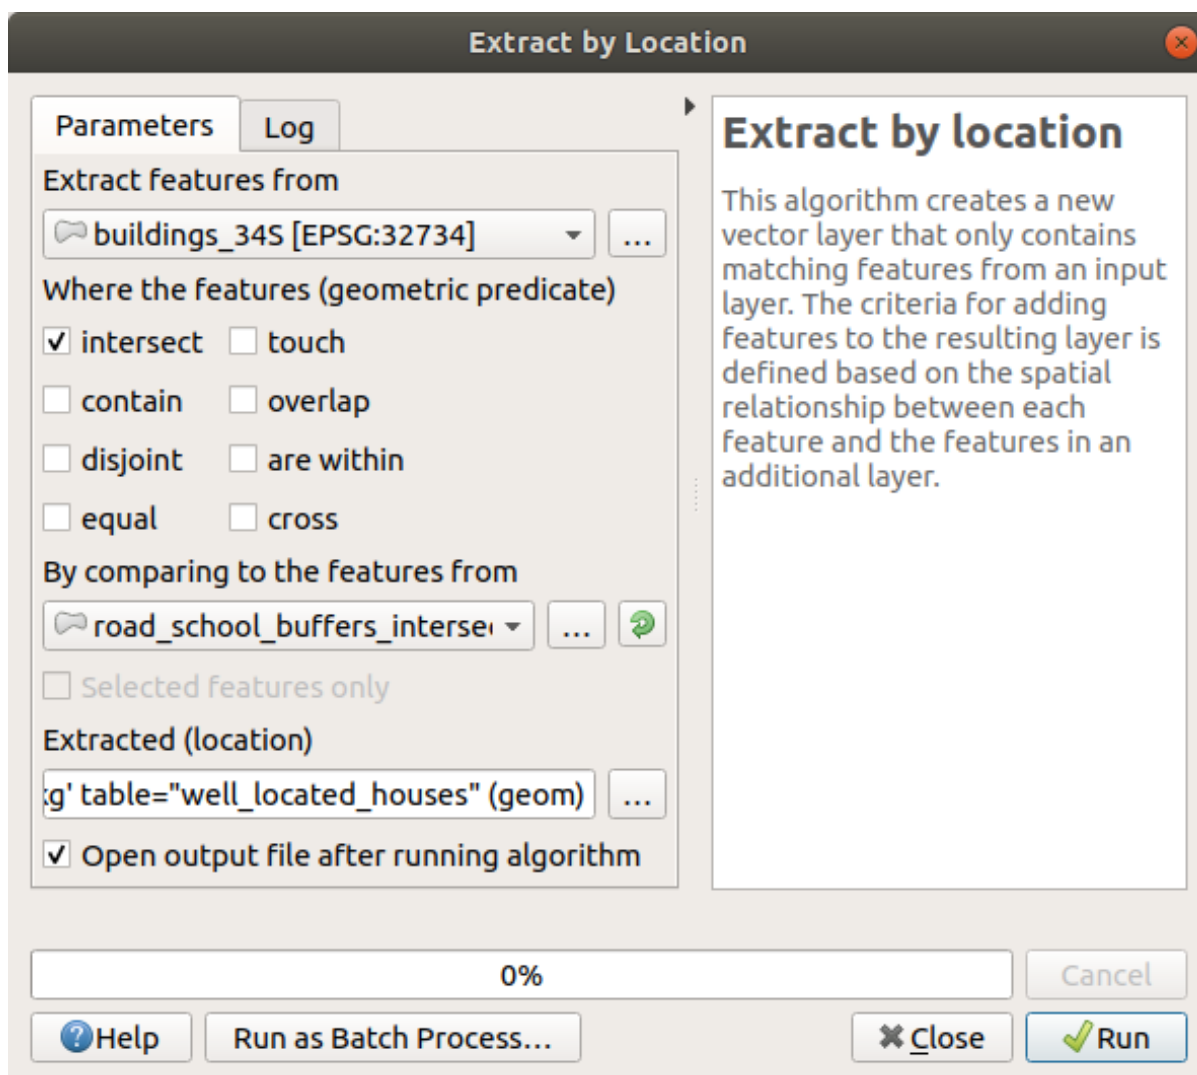 Extract by Location
Parameters
Log
Extract features from
buildings_34S [EPSG:32734]
...
Where the features (geometric predicate)
intersect
touch
contain
overlap
disjoint
are within
equal
cross
By comparing to the features from
road_school_buffers_interse
...
Selected features only
Extracted (location)
g' table="well_located_houses" (geom)
...
Open output file after running algorithm
Extract by location
This algorithm creates a new
vector layer that only contains
matching features from an input
layer. The criteria for adding
features to the resulting layer is
defined based on the spatial
relationship between each
feature and the features in an
additional layer.
0%
Cancel
Help
Run as Batch Process...
Close
Run